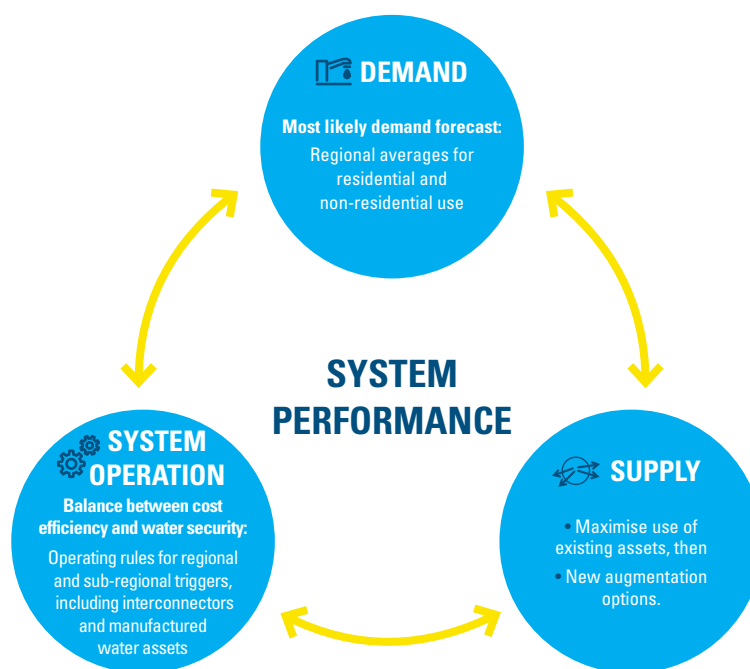 DEMAND
Most likely demand forecast:
Regional averages for
residential and
non-residential use
SYSTEM
PERFORMANCE
SYSTEM
OPERATION
Balance between cost
efficiency and water security:
Operating rules for regional
and sub-regional triggers,
including interconnectors
and manufactured
water assets
SUPPLY
• Maximise use of
existing assets, then
• New augmentation
options.